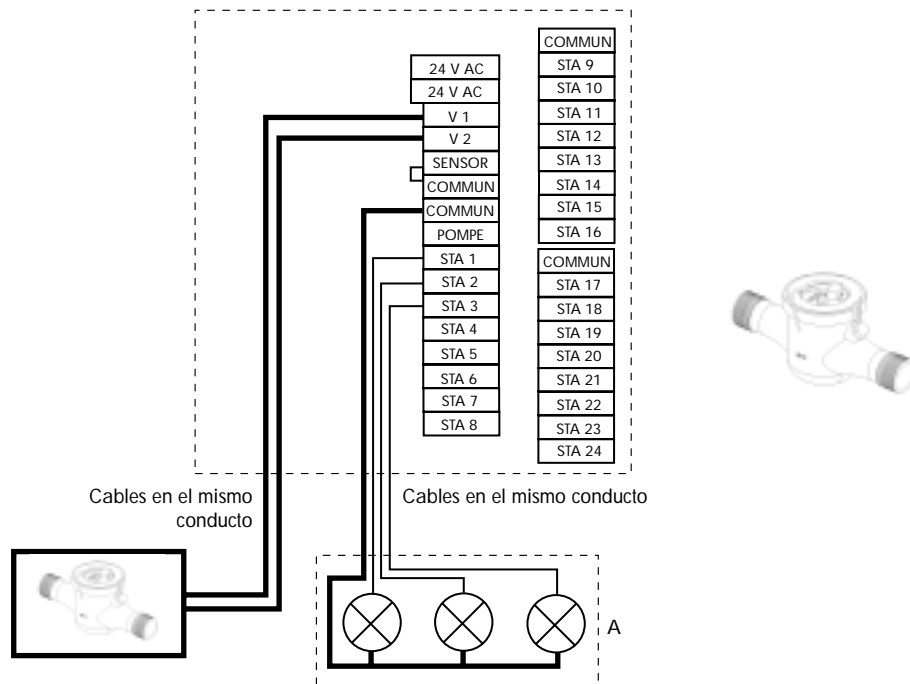 24 V AC
24 V AC
V 1
V 2
SENSOR
COMMUN
COMMUN
POMPE
STA 1
STA 2
STA 3
STA 4
STA 5
STA 6
STA 7
STA 8
COMMUN
STA 9
STA 10
STA 11
STA 12
STA 13
STA 14
STA 15
STA 16
COMMUN
STA 17
STA 18
STA 19
STA 20
STA 21
STA 22
STA 23
STA 24
Cables en el mismo
conducto
Cables en el mismo conducto
A